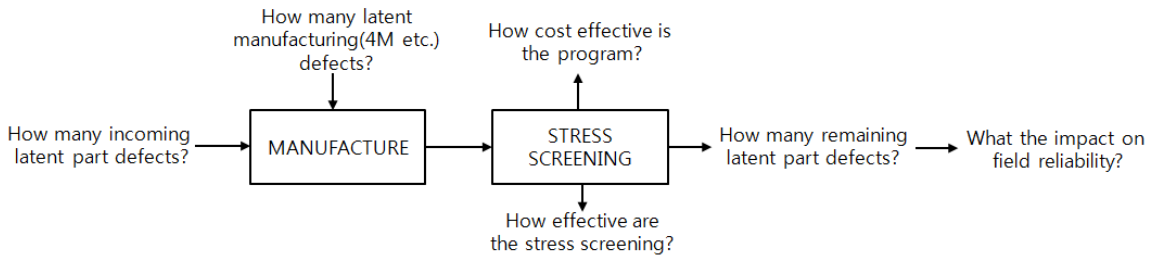 How many latent
manufacturing(4M etc.)
defects?
How cost effective is
the program?
How many incoming
latent part defects?
MANUFACTURE
STRESS
SCREENING
How many remaining
latent part defects?
What the impact on
field reliability?
How effective are
the stress screening?